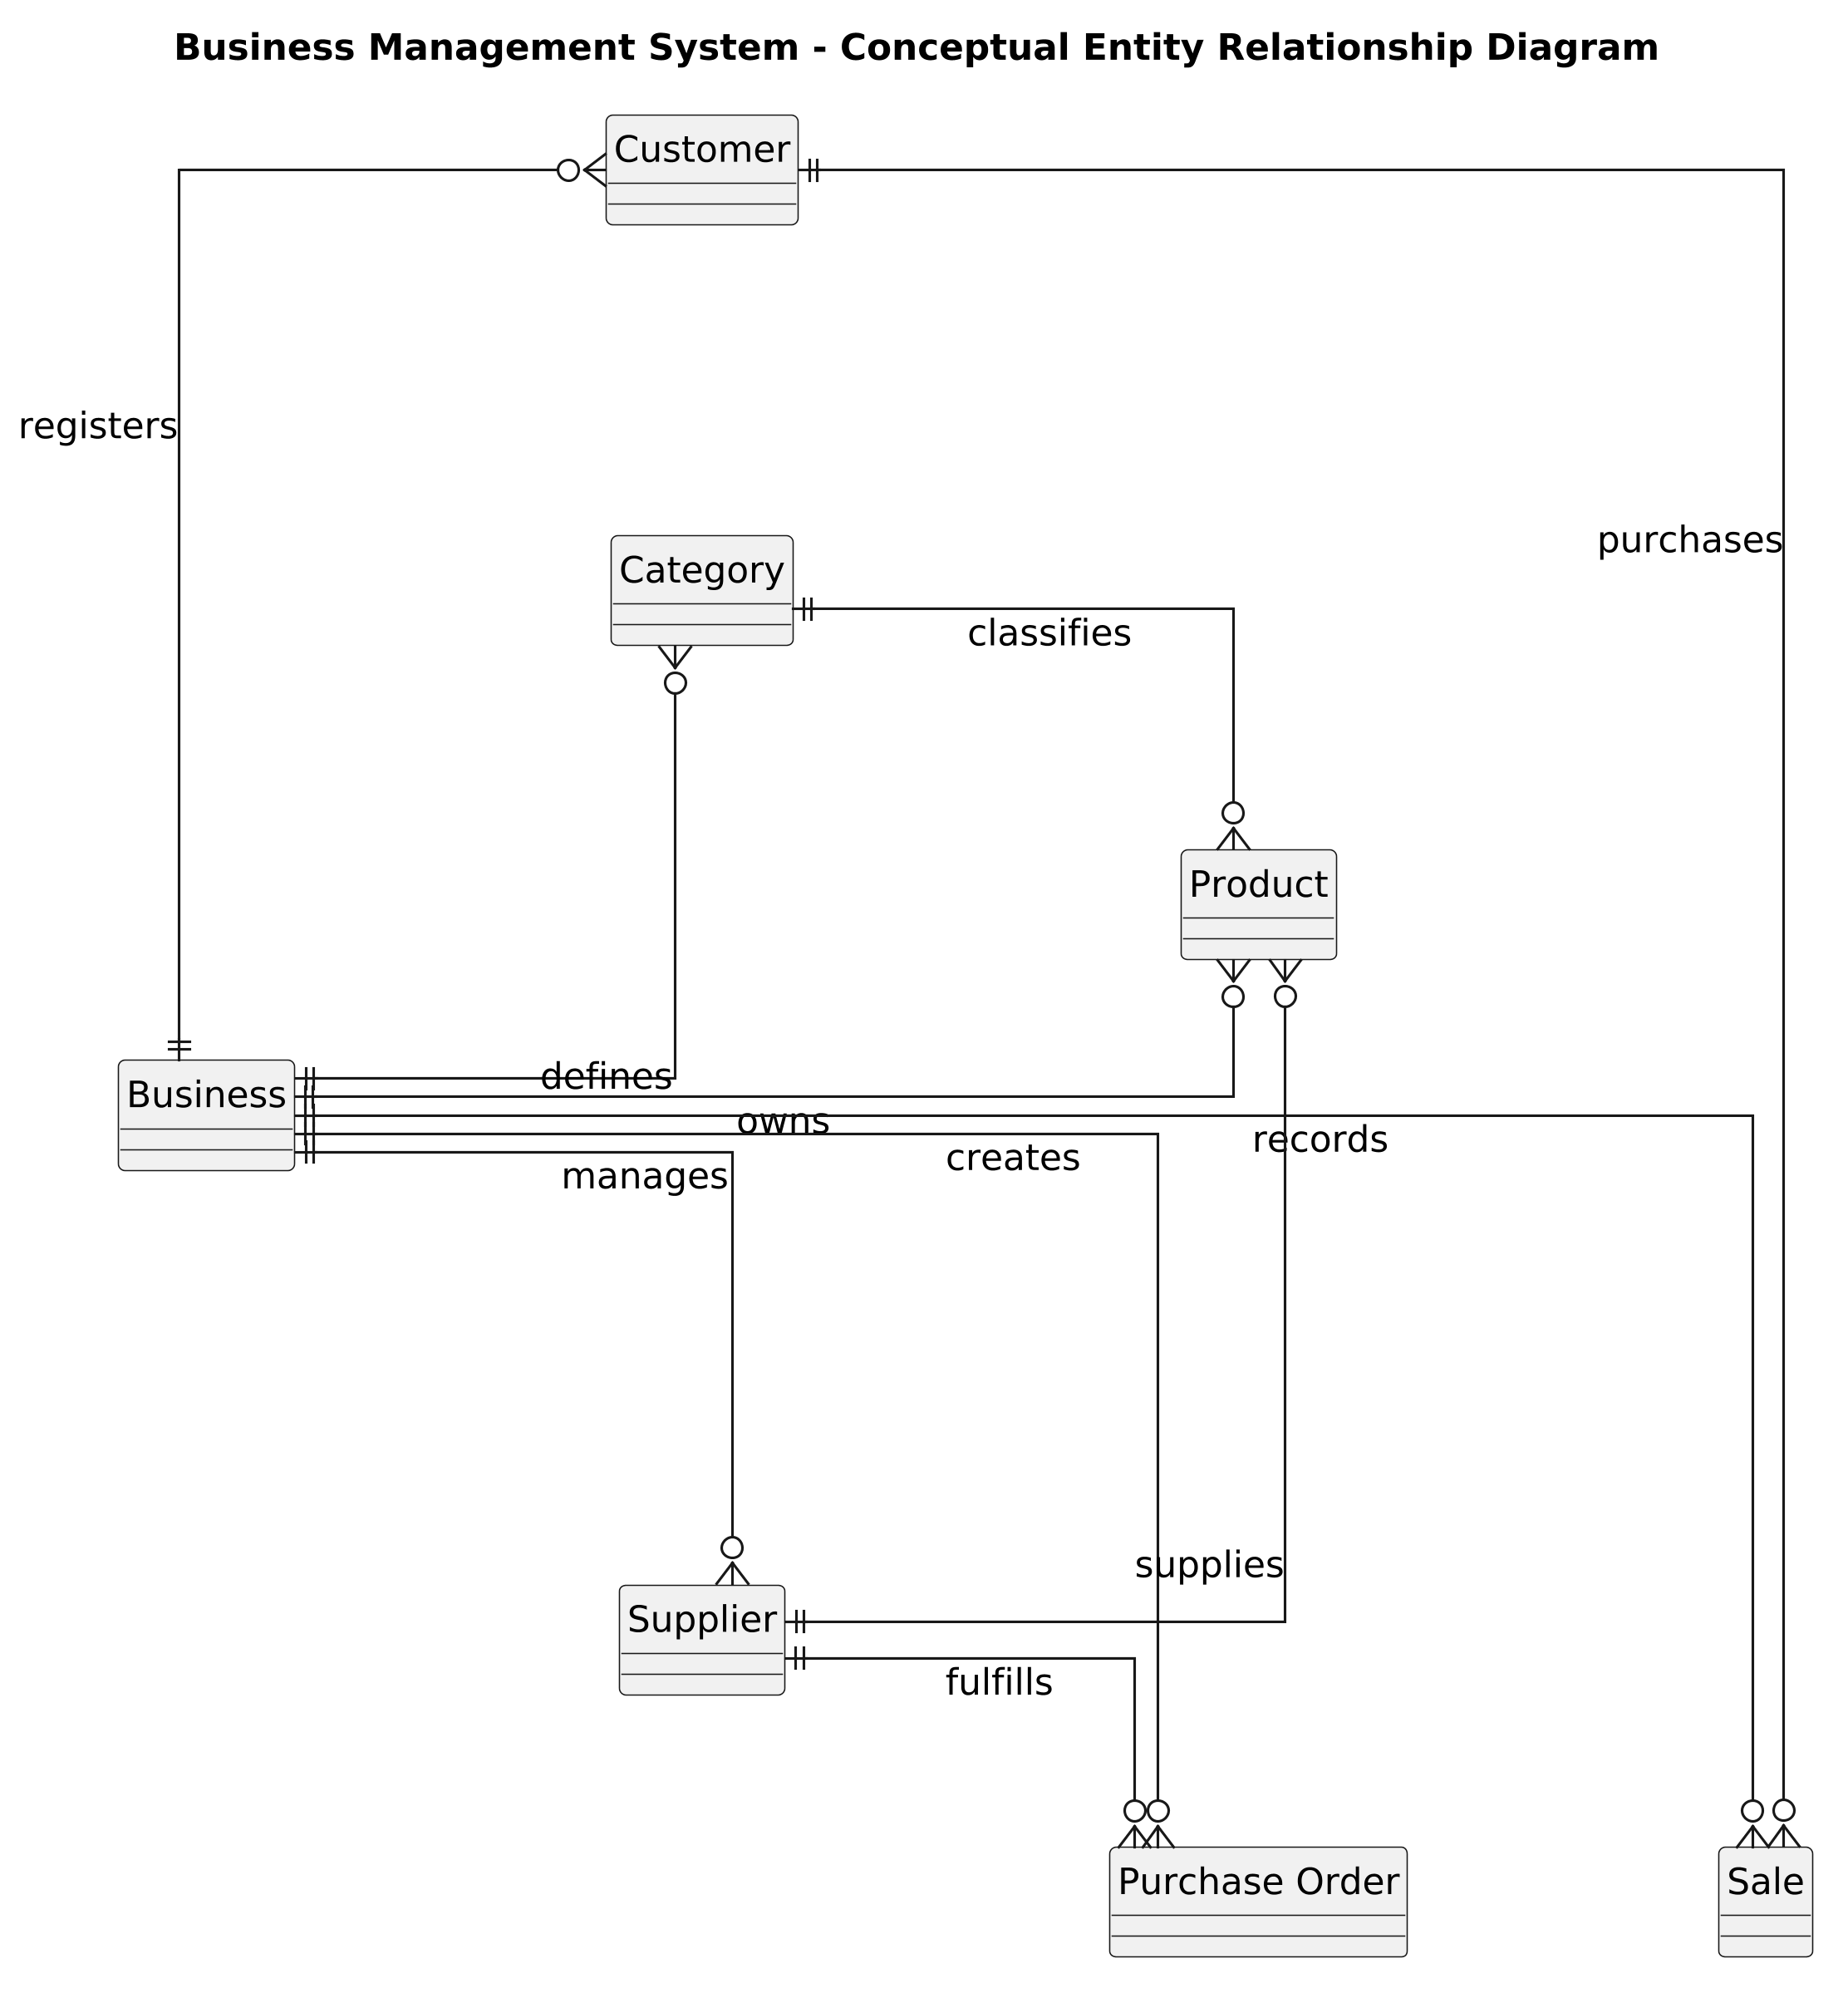 Business Management System - Conceptual Entity Relationship Diagram
Customer
registers
purchases
Category
classifies
Product
defines
Business
owns
records
creates
manages
supplies
Supplier
fulfills
Purchase Order
Sale